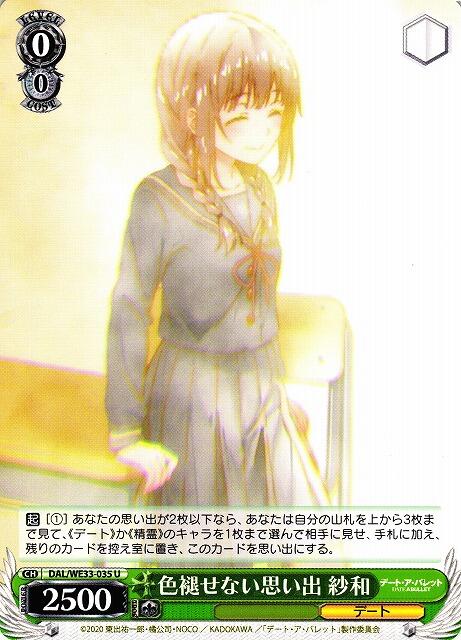 LEVEL
0
0
COST
起 [①] あなたの思い出が2枚以下なら、あなたは自分の山札を上から3枚ま
で見て、《デート》か《精霊》のキャラを1枚まで選んで相手に見せ、手札に加え、
残りのカードを控え室に置き、このカードを思い出にする。
CH DAL/WE33-035 U
POWER 2500
色褪せない思い出 紗和
デート・ア・バレット
DATE A BULLET
デート
©2020 東出祐一郎・橘公司・NOCO ／ KADOKAWA ／「デート・ア・バレット」製作委員会